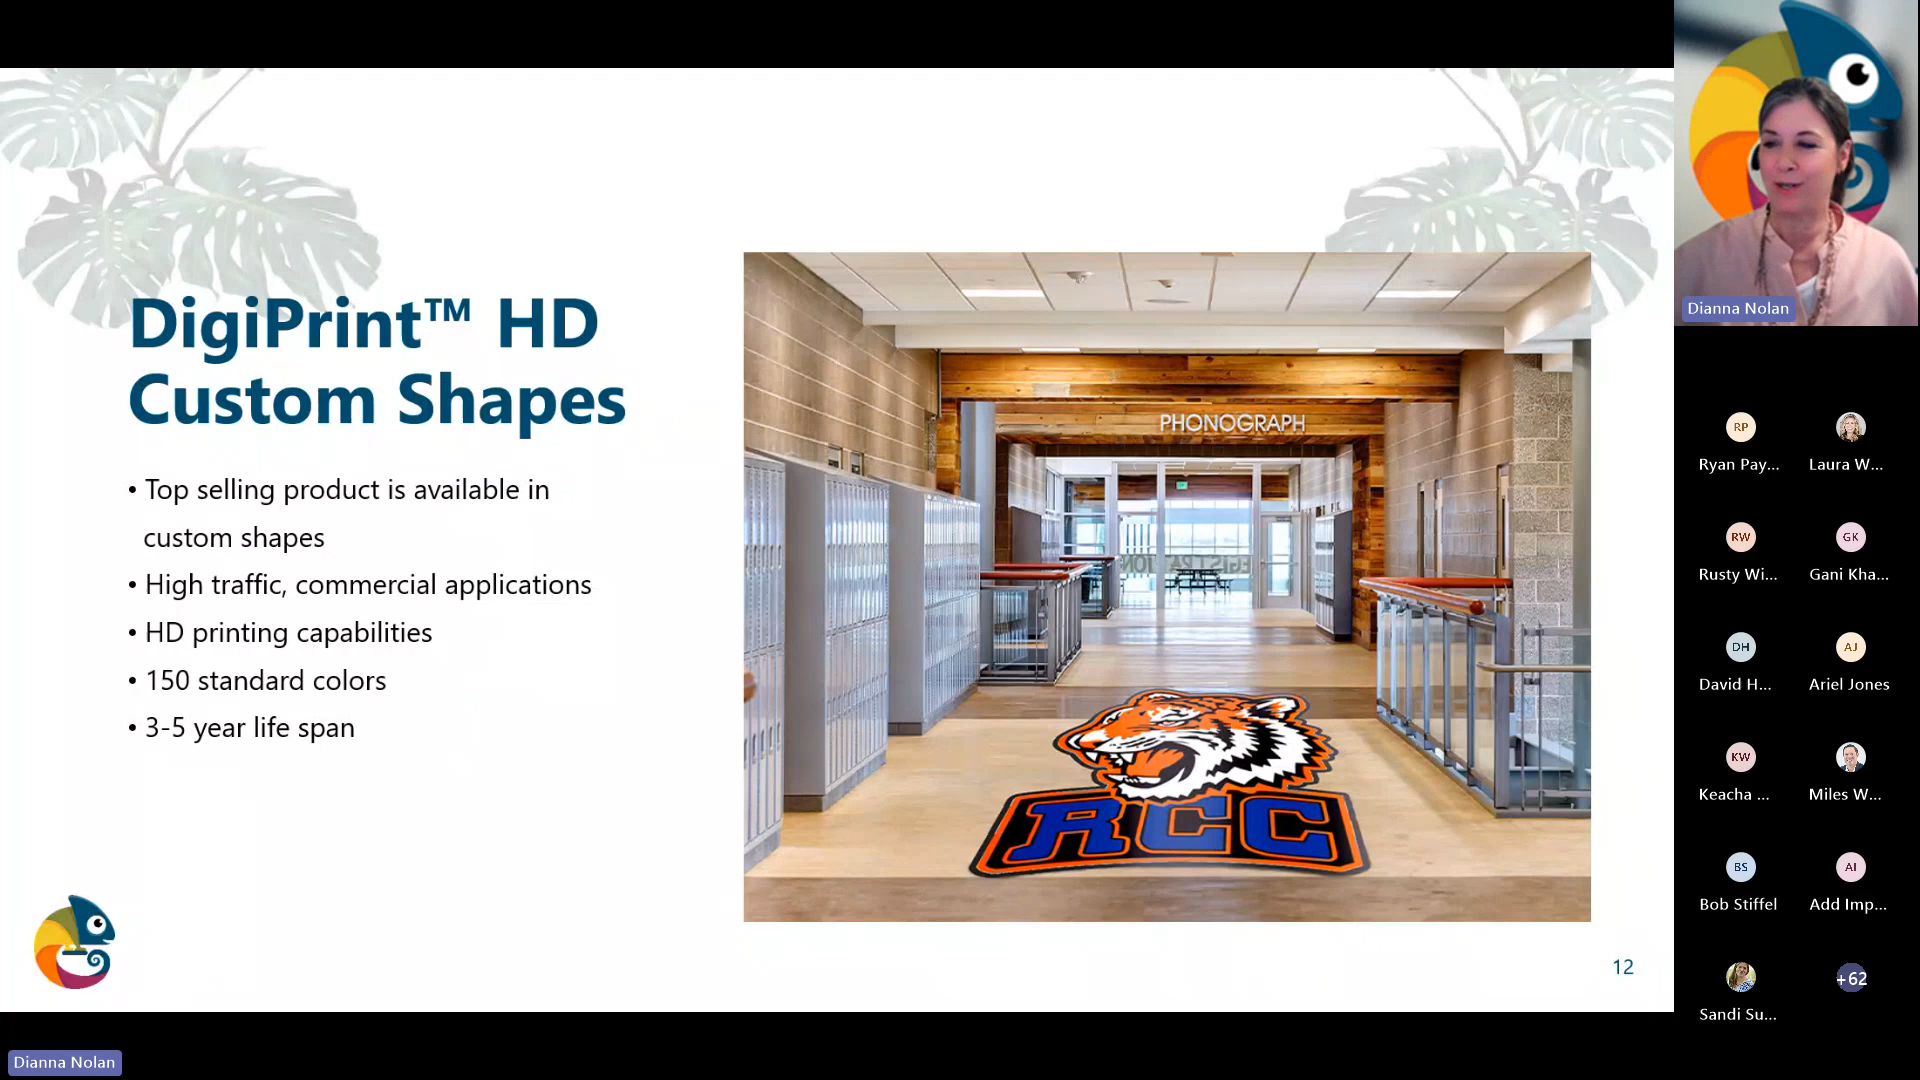 DigiPrint™ HD
Custom Shapes
• Top selling product is available in
custom shapes
• High traffic, commercial applications
• HD printing capabilities
• 150 standard colors
• 3-5 year life span
PHONOGRAPH
RCC
12
Dianna Nolan
RP
Ryan Pay...
Laura W...
RW
Rusty Wi...
GK
Gani Kha...
DH
David H...
AJ
Ariel Jones
KW
Keacha ...
Miles W...
BS
Bob Stiffel
AI
Add Imp...
Sandi Su...
+62
Dianna Nolan